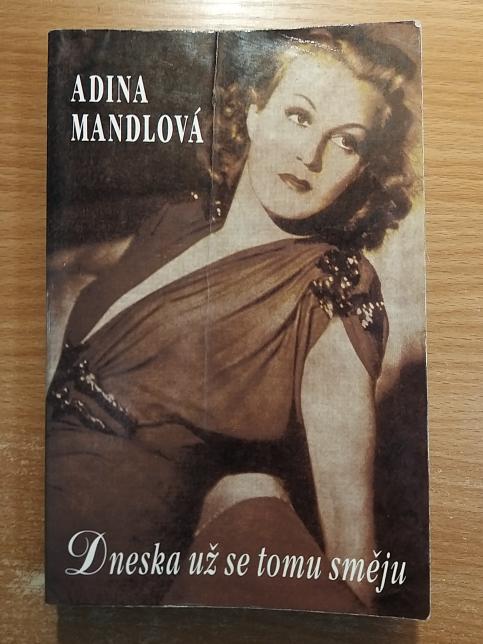 ADINA
MANDLOVÁ
Dneska už se tomu směju